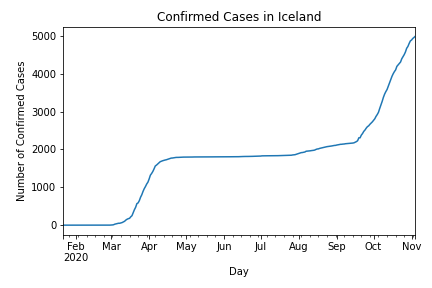 Confirmed Cases in Iceland
Number of Confirmed Cases
5000
4000
3000
2000
1000
0
Feb Mar Apr May Jun Jul Aug Sep Oct Nov
2020
Day